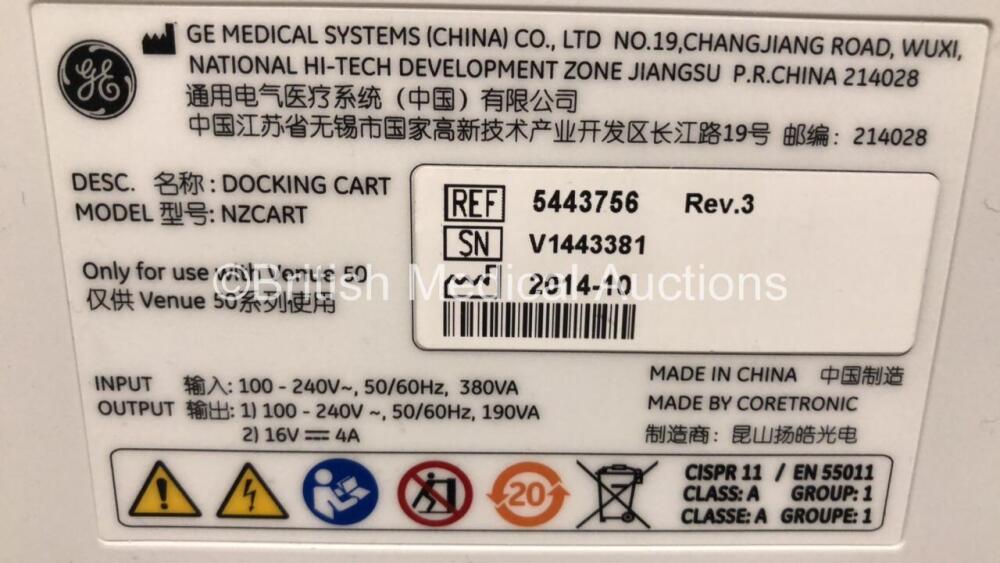 GE MEDICAL SYSTEMS (CHINA) CO., LTD NO.19,CHANGJIANG ROAD, WUXI,
NATIONAL HI-TECH DEVELOPMENT ZONE JIANGSU P.R.CHINA 214028
通用电气医疗系统（中国）有限公司
中国江苏省无锡市国家高新技术产业开发区长江路19号 邮编: 214028
GE
DESC. 名称: DOCKING CART
MODEL 型号: NZCART
REF 5443756 Rev.3
SN V1443381
2014-10
Only for use with Venue 50
仅供 Venue 50系列使用
©British Medical Auctions
INPUT 输入: 100 - 240V~, 50/60Hz, 380VA
OUTPUT 输出: 1) 100 - 240V ~, 50/60Hz, 190VA
2) 16V 4A
MADE IN CHINA 中国制造
MADE BY CORETRONIC
制造商: 昆山扬皓光电
20
CISPR 11 / EN 55011
CLASS: A GROUP: 1
CLASSE: A GROUPE: 1